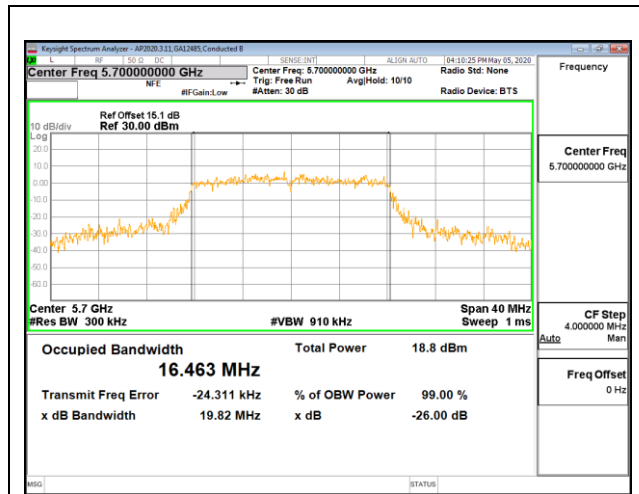 Keysight Spectrum Analyzer - AP2020.3.11,GA12485,Conducted B
L RF 50 Ω DC SENSE:INT ALIGN AUTO 04:10:25 PM May 05, 2020
Center Freq 5.700000000 GHz
NFE
#IFGain:Low
Center Freq: 5.700000000 GHz
Trig: Free Run Avg|Hold: 10/10
#Atten: 30 dB
Radio Std: None
Radio Device: BTS
Frequency
Ref Offset 15.1 dB
10 dB/div Ref 30.00 dBm
Log
20.0
10.0
0.00
-10.0
-20.0
-30.0
-40.0
-50.0
-60.0
Center 5.7 GHz Span 40 MHz
#Res BW 300 kHz #VBW 910 kHz Sweep 1 ms
Center Freq
5.700000000 GHz
CF Step
4.000000 MHz
Auto Man
Freq Offset
0 Hz
Occupied Bandwidth Total Power 18.8 dBm
16.463 MHz
Transmit Freq Error -24.311 kHz % of OBW Power 99.00 %
x dB Bandwidth 19.82 MHz x dB -26.00 dB
MSG STATUS